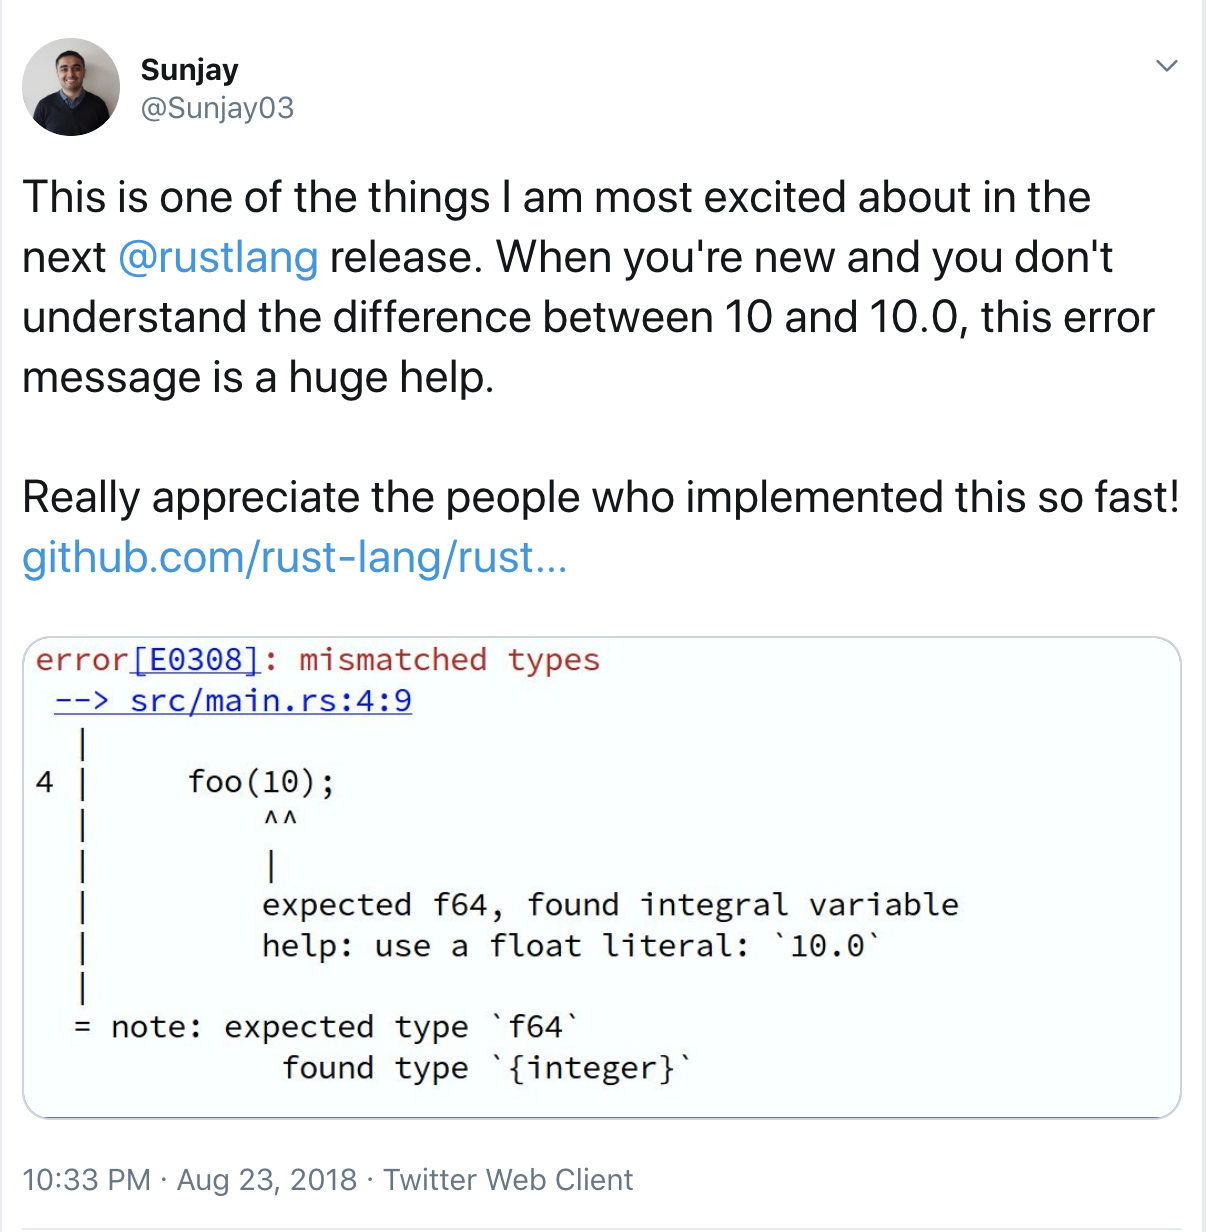 Sunjay
@Sunjay03
This is one of the things I am most excited about in the
next @rustlang release. When you're new and you don't
understand the difference between 10 and 10.0, this error
message is a huge help.
Really appreciate the people who implemented this so fast!
github.com/rust-lang/rust...
error[E0308]: mismatched types
--> src/main.rs:4:9
|
4 |     foo(10);
|         ^^
|         |
|         expected f64, found integral variable
|         help: use a float literal: `10.0`
|
= note: expected type `f64`
found type `{integer}`
10:33 PM · Aug 23, 2018 · Twitter Web Client